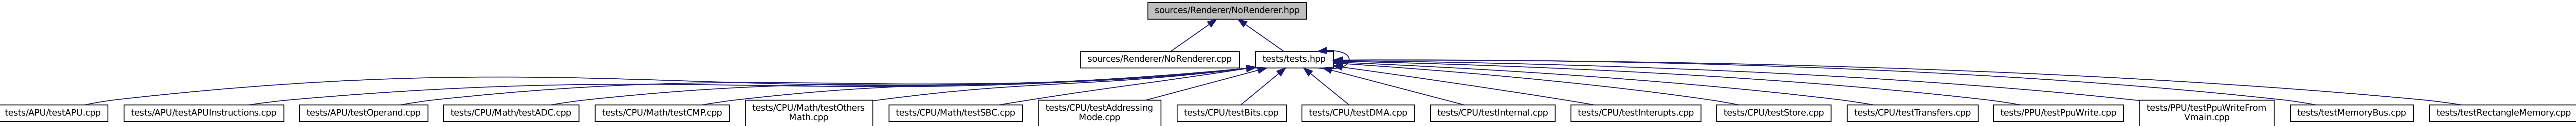 sources/Renderer/NoRenderer.hpp
sources/Renderer/NoRenderer.cpp
tests/tests.hpp
tests/APU/testAPU.cpp
tests/APU/testAPUInstructions.cpp
tests/APU/testOperand.cpp
tests/CPU/Math/testADC.cpp
tests/CPU/Math/testCMP.cpp
tests/CPU/Math/testOthers
Math.cpp
tests/CPU/Math/testSBC.cpp
tests/CPU/testAddressing
Mode.cpp
tests/CPU/testBits.cpp
tests/CPU/testDMA.cpp
tests/CPU/testInternal.cpp
tests/CPU/testInterupts.cpp
tests/CPU/testStore.cpp
tests/CPU/testTransfers.cpp
tests/PPU/testPpuWrite.cpp
tests/PPU/testPpuWriteFrom
Vmain.cpp
tests/testMemoryBus.cpp
tests/testRectangleMemory.cpp